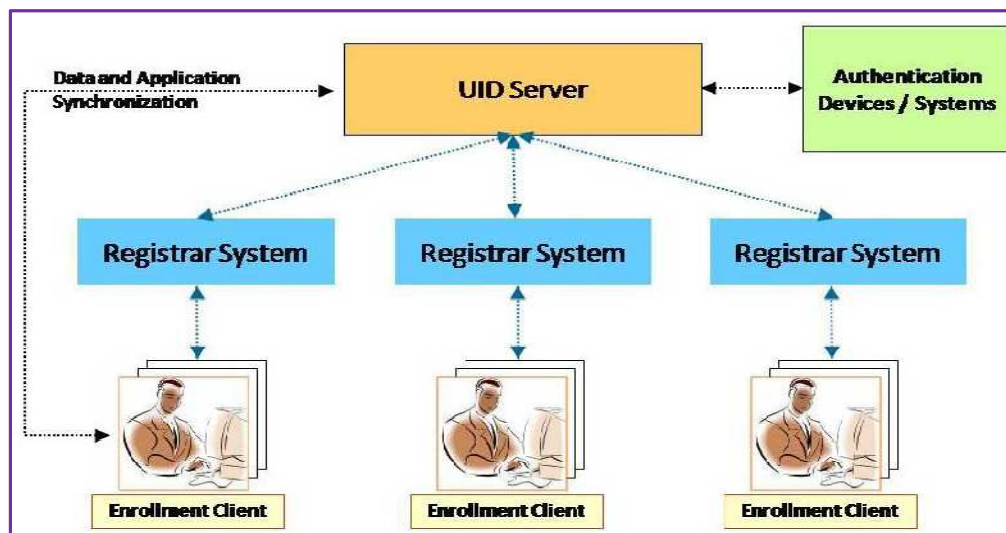 Data and Application
Synchronization
UID Server
Authentication
Devices / Systems
Registrar System
Registrar System
Registrar System
Enrollment Client
Enrollment Client
Enrollment Client